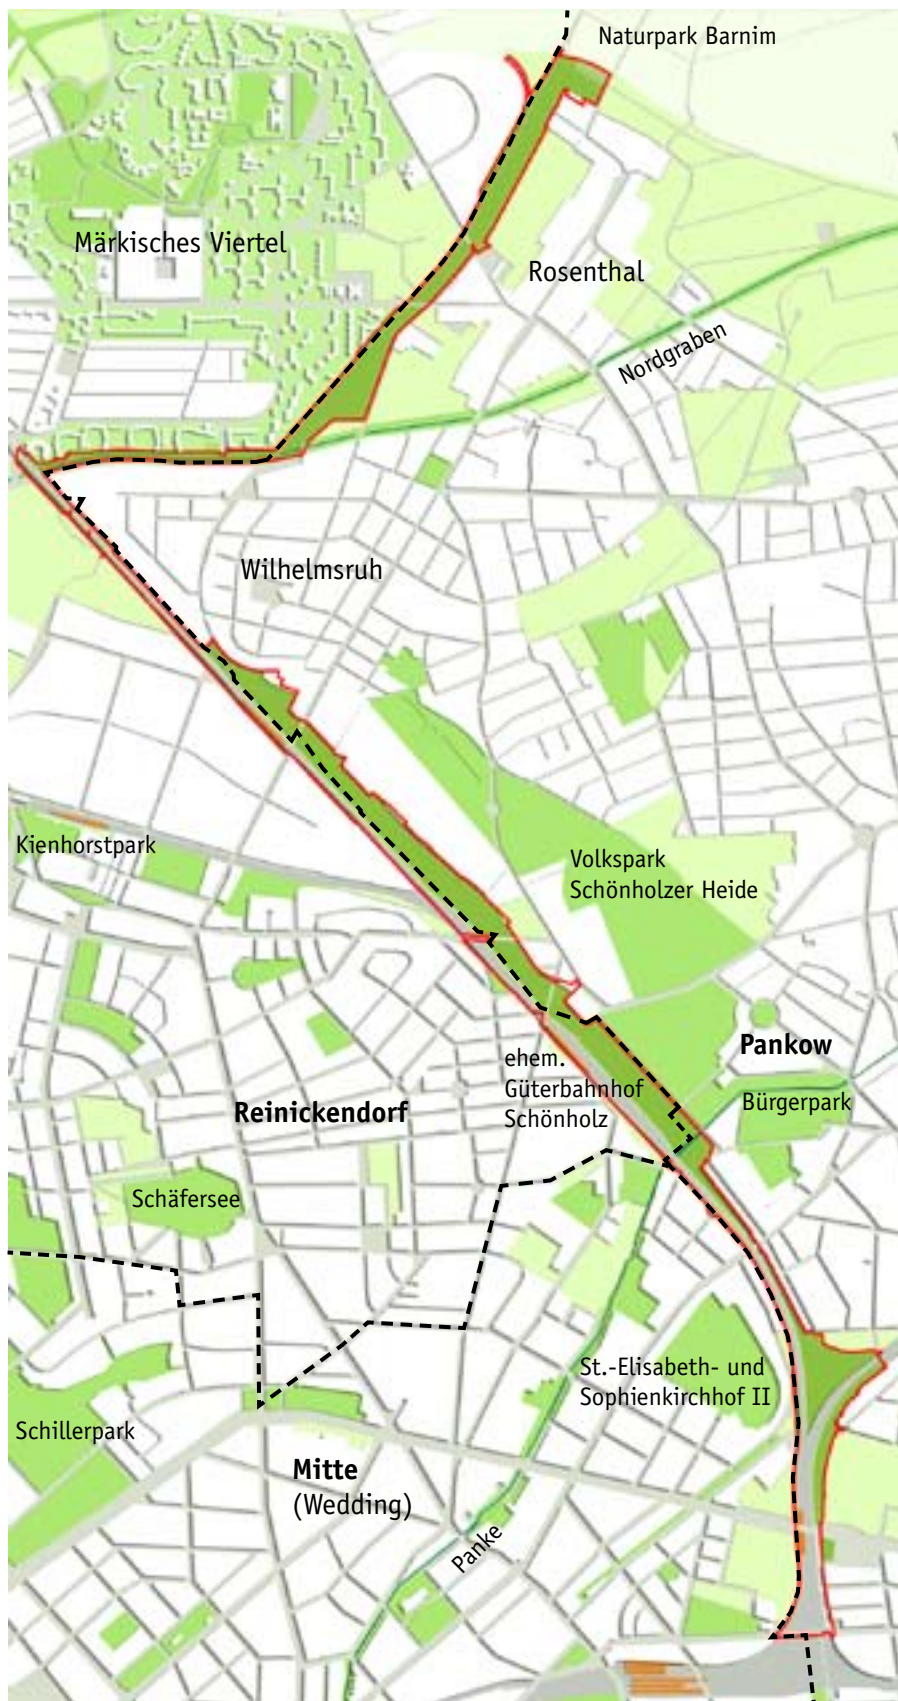 Naturpark Barnim
Märkisches Viertel
Rosenthal
Nordgraben
Wilhelmsruh
Kienhorstpark
Volkspark
Schönholzer Heide
Pankow
ehem.
Güterbahnhof
Schönholz
Bürgerpark
Reinickendorf
Schäfersee
St.-Elisabeth- und
Sophienkirchhof II
Schillerpark
Mitte
(Wedding)
Panke